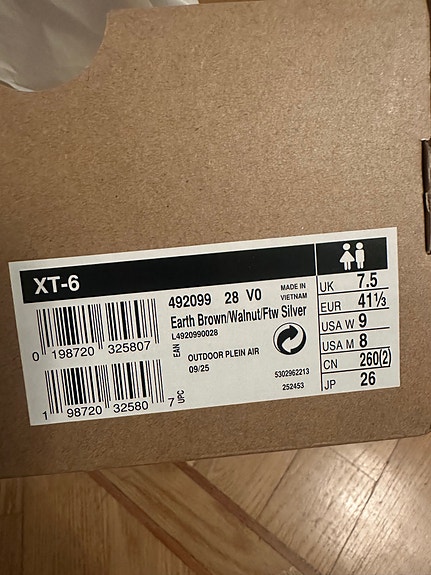 XT-6
492099 28 V0
MADE IN
VIETNAM
Earth Brown/Walnut/Ftw Silver
L4920990028
0 198720 325807
EAN
OUTDOOR PLEIN AIR
09/25
5302962213
252453
1 98720 32580 7
UPC
UK 7.5
EUR 41⅓
USA W 9
USA M 8
CN 260(2)
JP 26